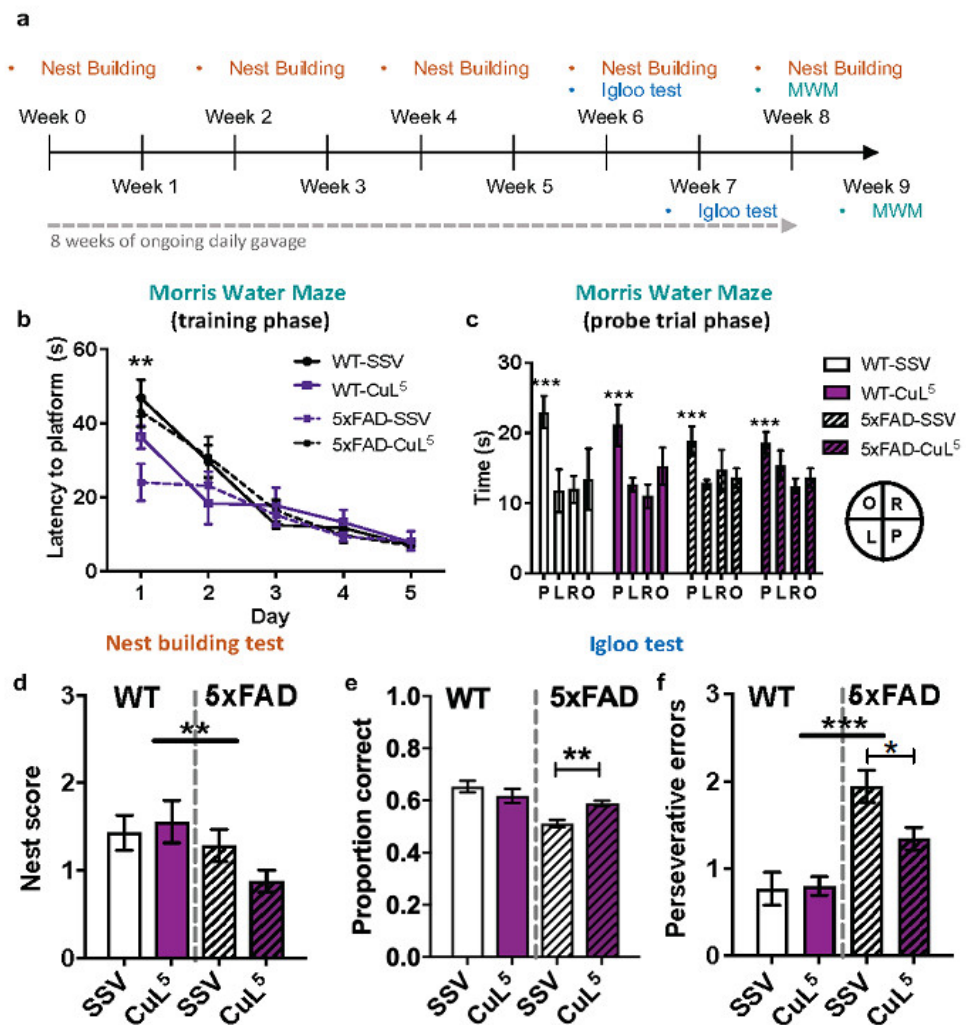 a
Nest Building Nest Building Nest Building Nest Building Nest Building
Igloo test MWM
Week 0 Week 2 Week 4 Week 6 Week 8
Week 1 Week 3 Week 5 Week 7 Week 9
Igloo test MWM
8 weeks of ongoing daily gavage
Morris Water Maze
(training phase)
b
Latency to platform (s)
60
40
20
0
**
WT-SSV
WT-CuL⁵
5xFAD-SSV
5xFAD-CuL⁵
1 2 3 4 5
Day
Morris Water Maze
(probe trial phase)
c
Time (s)
30
20
10
0
*** *** *** ***
WT-SSV
WT-CuL⁵
5xFAD-SSV
5xFAD-CuL⁵
P L R O P L R O P L R O P L R O
O R
L P
Nest building test
d
Nest score
3
2
1
0
WT 5xFAD
**
SSV CuL⁵ SSV CuL⁵
Igloo test
e
Proportion correct
1.0
0.8
0.6
0.4
0.2
0.0
WT 5xFAD
**
SSV CuL⁵ SSV CuL⁵
f
Perseverative errors
3
2
1
0
WT 5xFAD
***
*
SSV CuL⁵ SSV CuL⁵